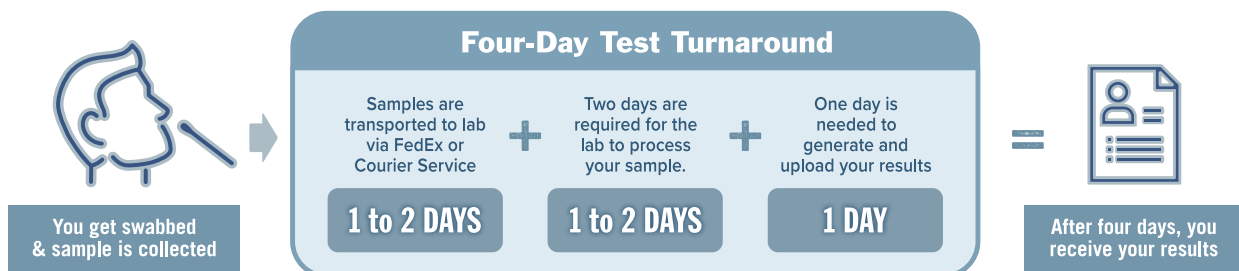 Four-Day Test Turnaround
Samples are
transported to lab
via FedEx or
Courier Service
+
Two days are
required for the
lab to process
your sample.
+
One day is
needed to
generate and
upload your results
=
1 to 2 DAYS
1 to 2 DAYS
1 DAY
You get swabbed
& sample is collected
After four days, you
receive your results